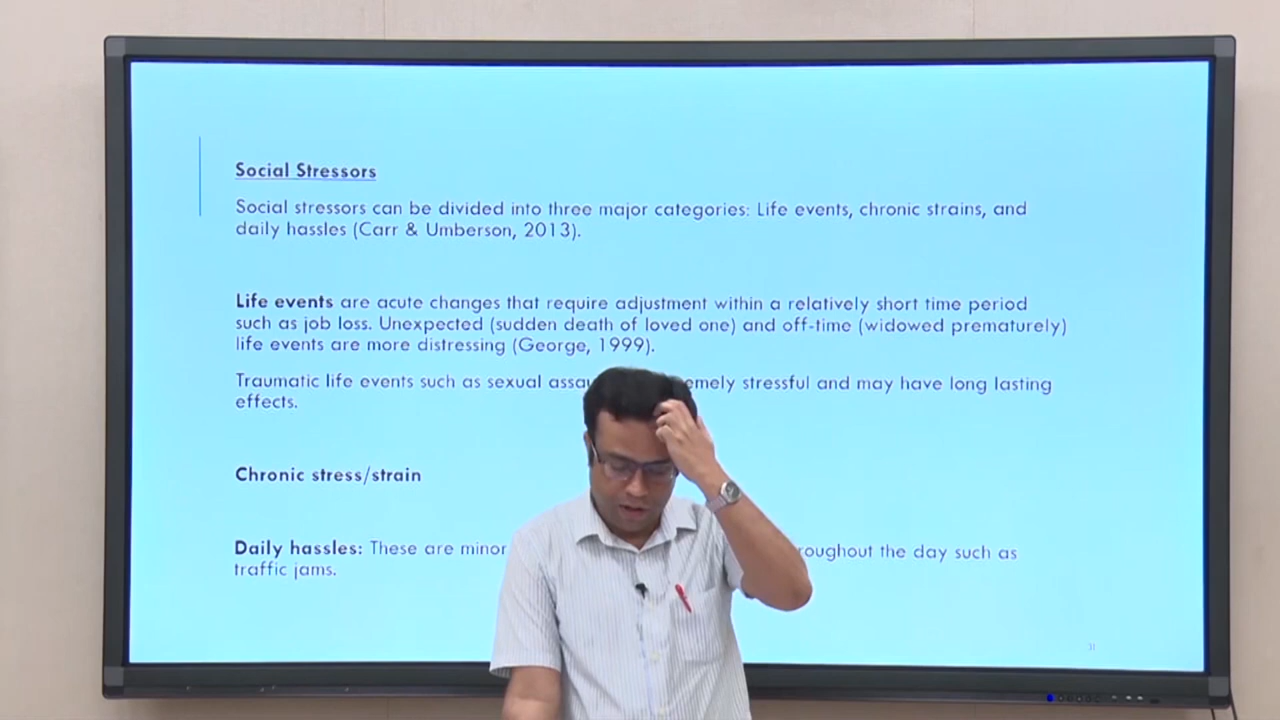 Social Stressors
Social stressors can be divided into three major categories: Life events, chronic strains, and
daily hassles (Carr & Umberson, 2013).
Life events are acute changes that require adjustment within a relatively short time period
such as job loss. Unexpected (sudden death of loved one) and off-time (widowed prematurely)
life events are more distressing (George, 1999).
Traumatic life events such as sexual stressful and may have long lasting
effects.
Chronic stress/strain
Daily hassles: These are minor the day such as
traffic jams.
31